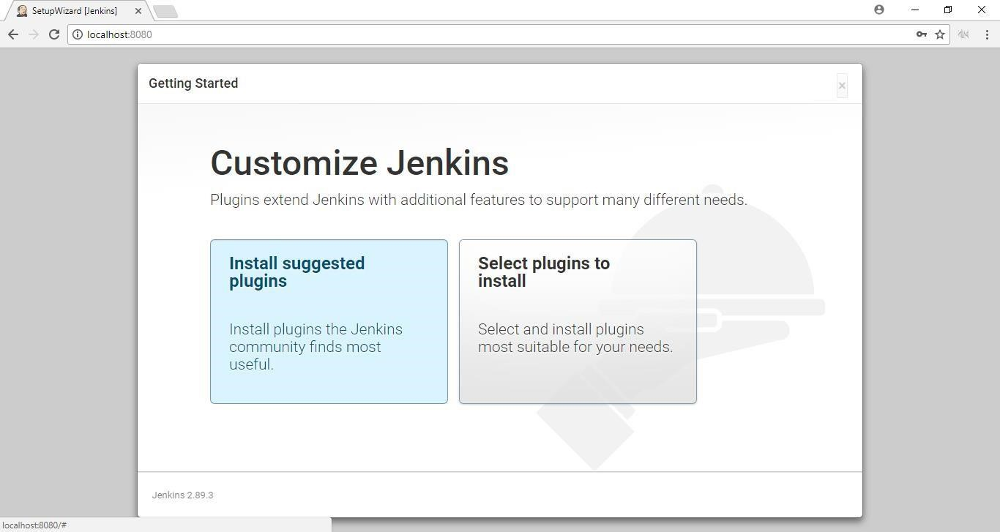 SetupWizard [Jenkins]
localhost:8080
Getting Started
×
Customize Jenkins
Plugins extend Jenkins with additional features to support many different needs.
Install suggested
plugins
Install plugins the Jenkins
community finds most
useful.
Select plugins to
install
Select and install plugins
most suitable for your needs.
Jenkins 2.89.3
localhost:8080/#